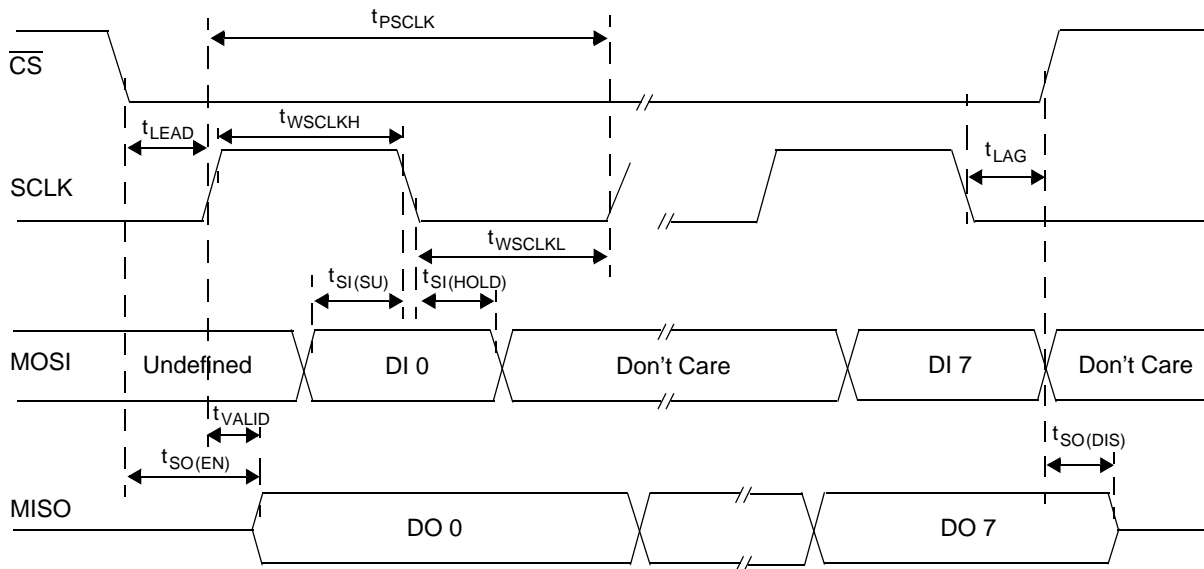 tPSCLK
CS
tLEAD
tWSCLKH
tLAG
SCLK
tWSCLKL
tSI(SU)
tSI(HOLD)
MOSI
Undefined
DI 0
Don't Care
DI 7
Don't Care
tVALID
tSO(EN)
tSO(DIS)
MISO
DO 0
DO 7